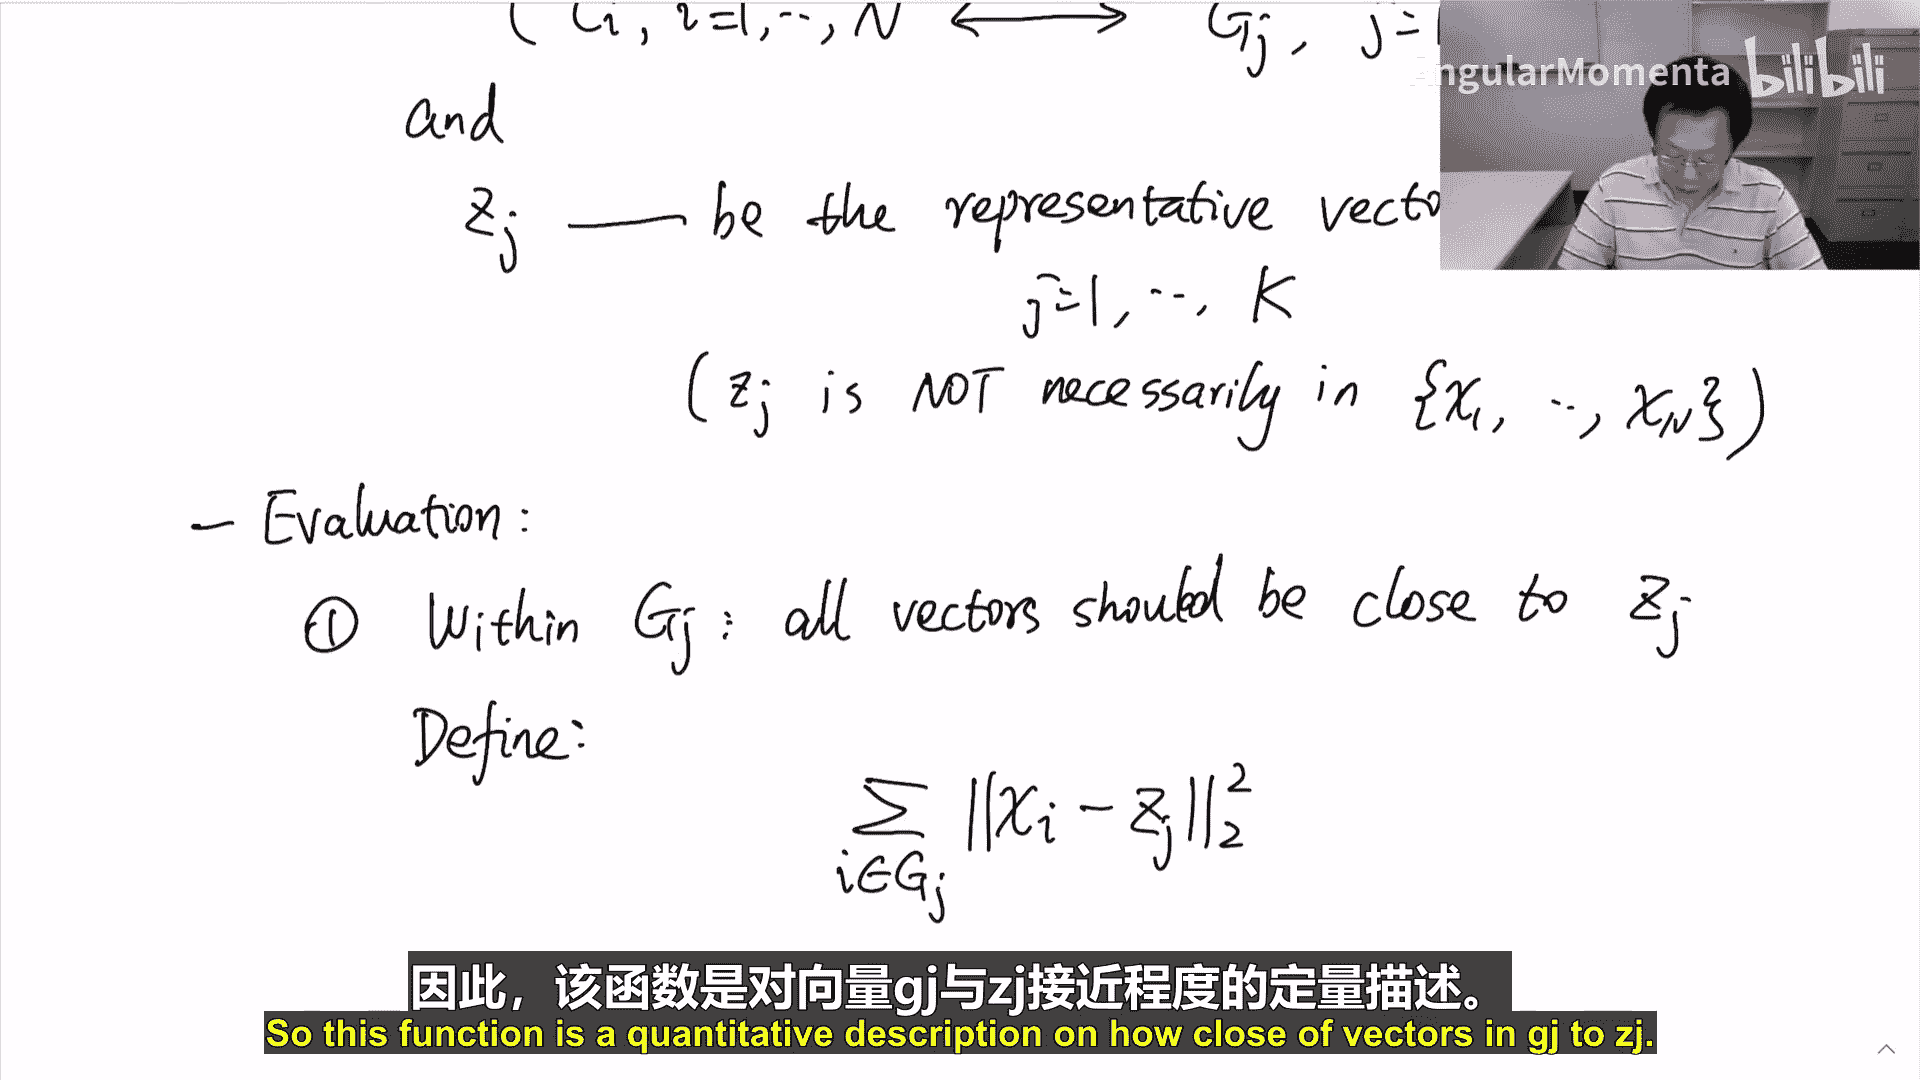 ( Ci, i=1,⋯, N ⟷ Gj, j=1
AngularMomenta bilibili
and
zj — be the representative vecto
j=1, ⋯, K
(zj is NOT necessarily in {x1, ⋯, xN})
– Evaluation:
① Within Gj: all vectors should be close to zj
Define:
∑ ||xi - zj||₂²
i∈Gj
因此，该函数是对向量gj与zj接近程度的定量描述。
So this function is a quantitative description on how close of vectors in gj to zj.